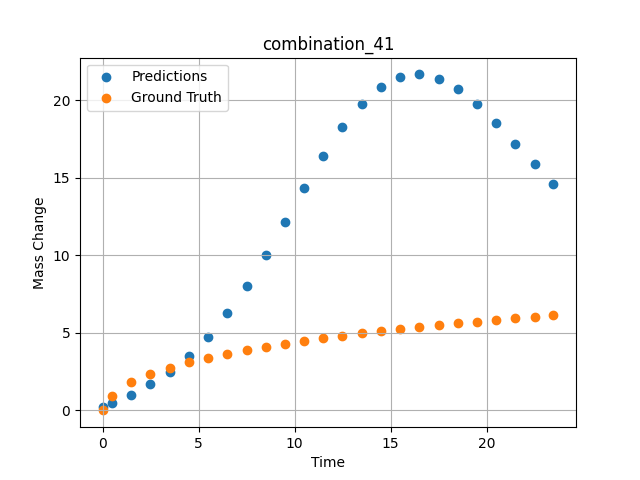 combination_41
Predictions
Ground Truth
20
15
10
5
0
Mass Change
0 5 10 15 20
Time